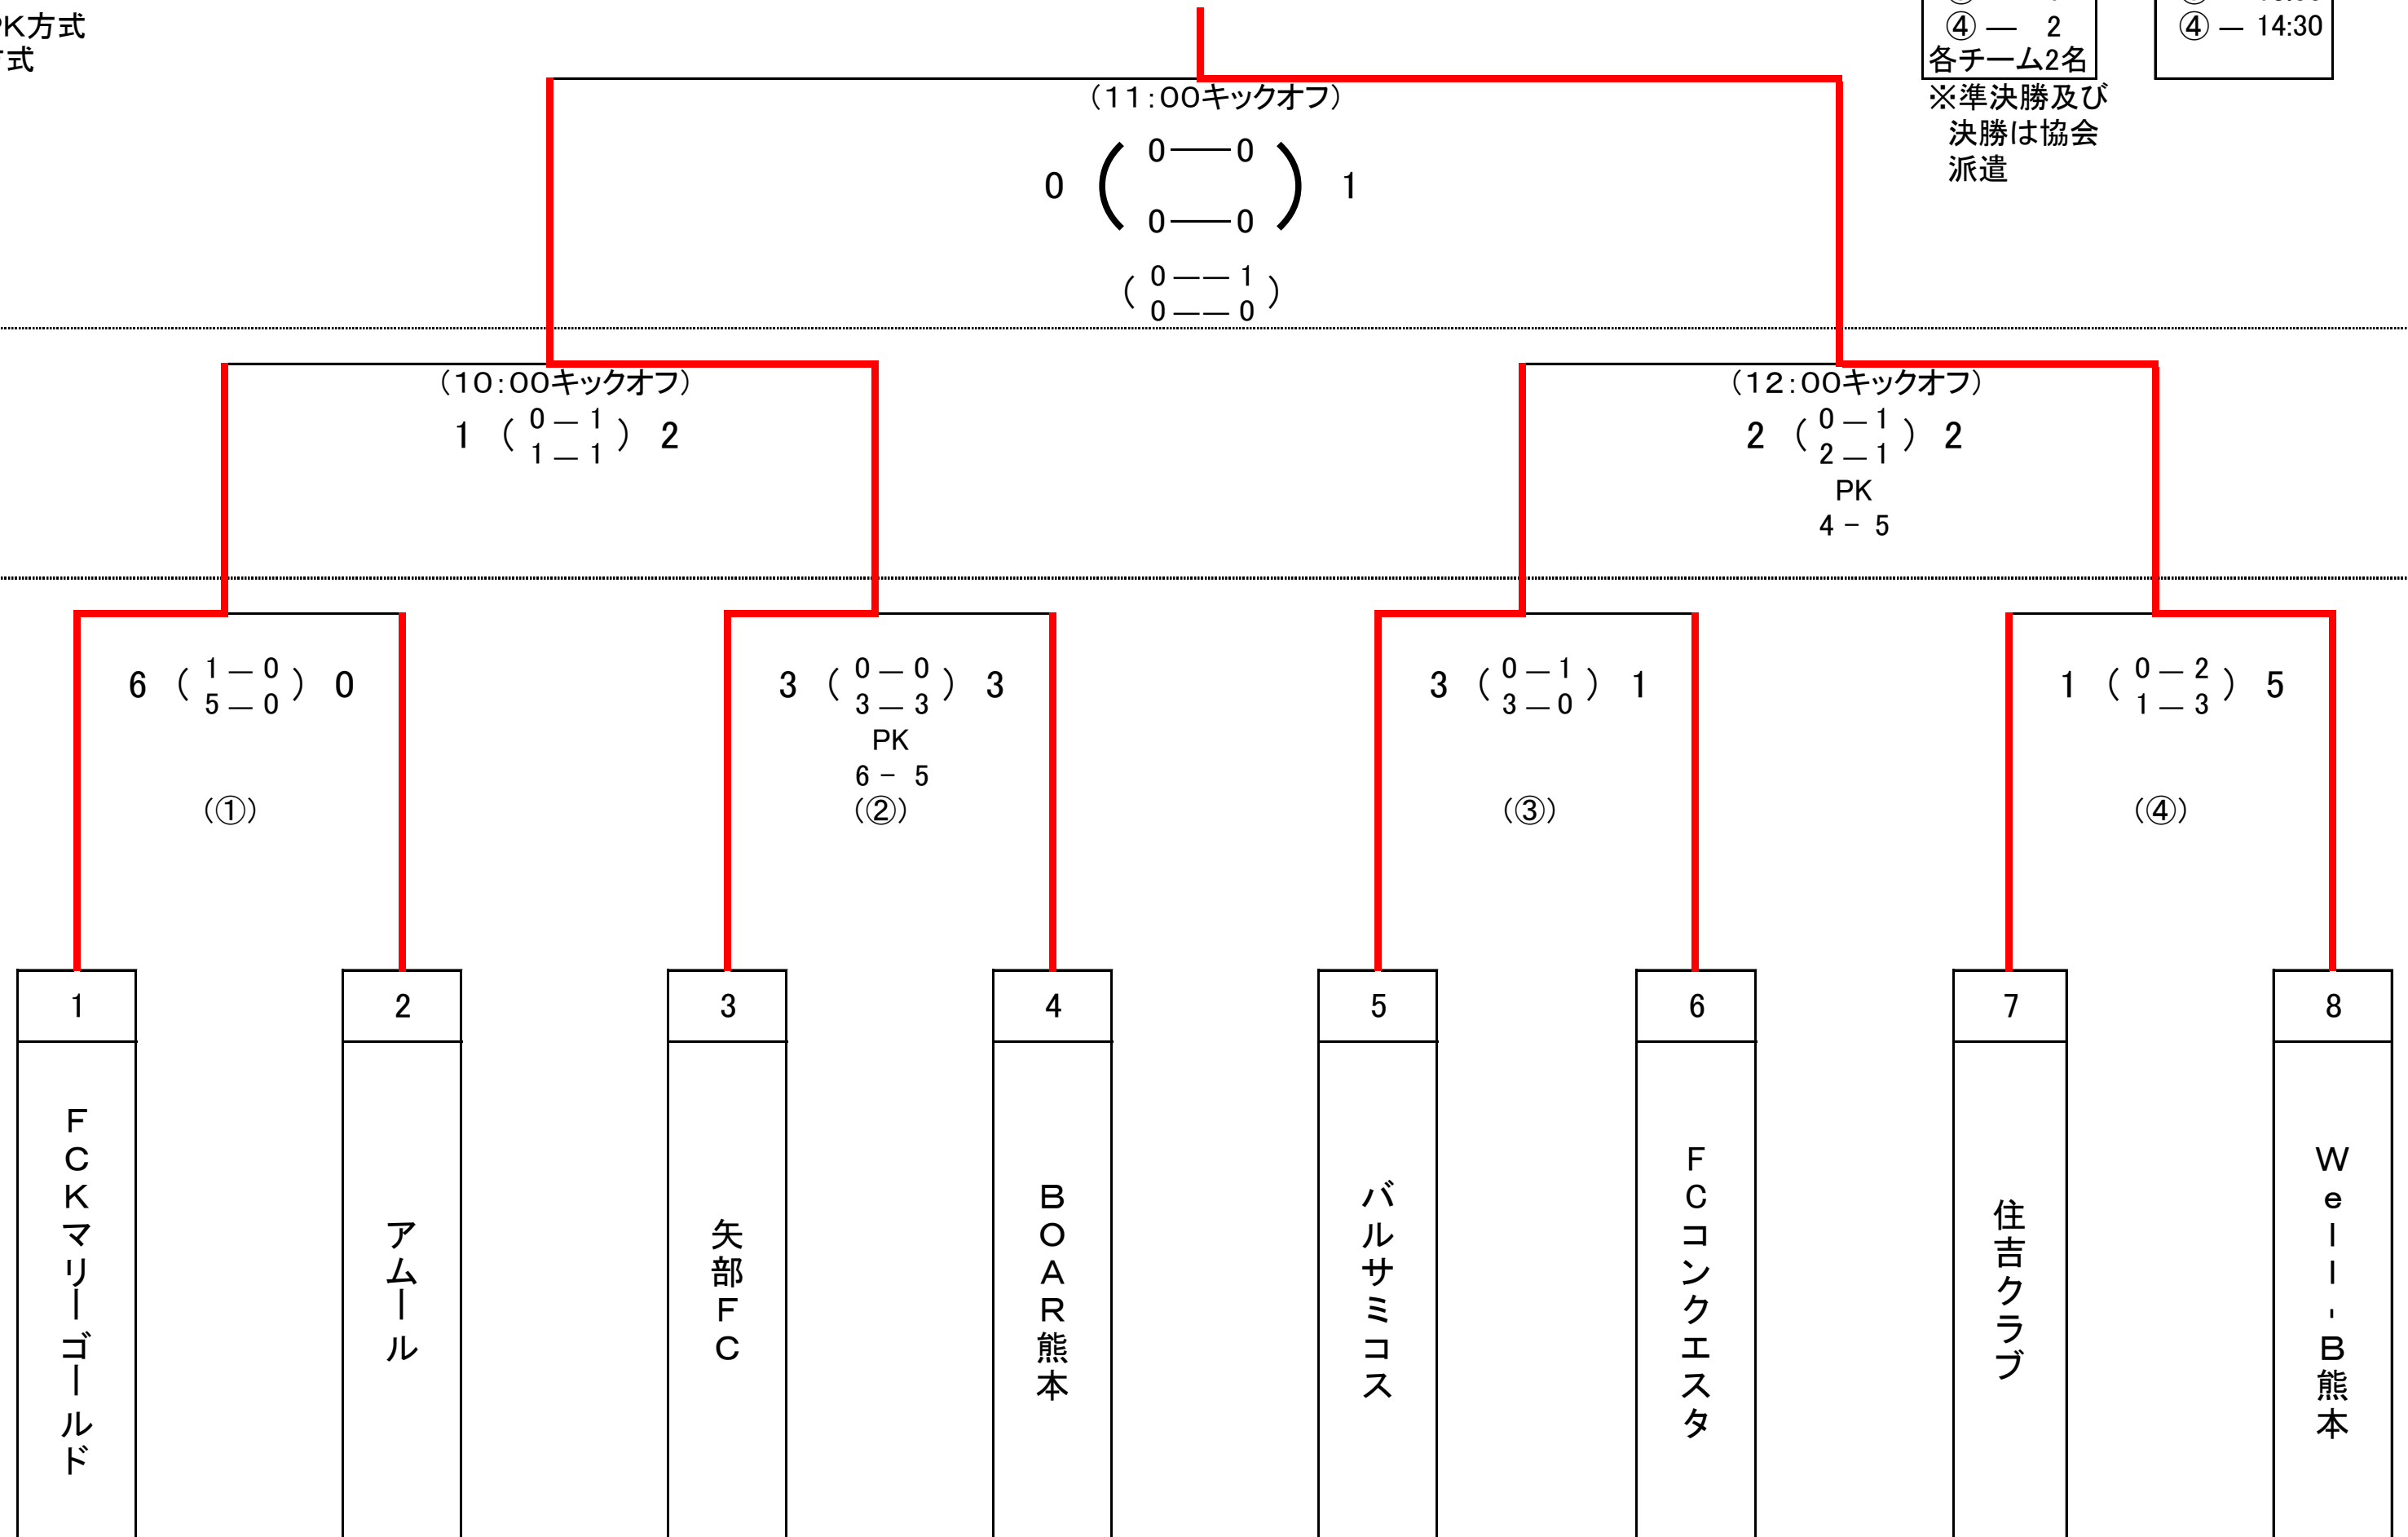 PK方式
方式
④ — 2
④ — 14:30
各チーム2名
※準決勝及び
決勝は協会
派遣
(11:00キックオフ)
0 ( 0——0 ) 1
0——0
( 0——1 )
0——0
(10:00キックオフ)
1 ( 0—1 ) 2
1—1
(12:00キックオフ)
2 ( 0—1 ) 2
2—1
PK
4 - 5
6 ( 1—0 ) 0
5—0
(①)
3 ( 0—0 ) 3
3—3
PK
6 - 5
(②)
3 ( 0—1 ) 1
3—0
(③)
1 ( 0—2 ) 5
1—3
(④)
1
2
3
4
5
6
7
8
FCKマリーゴールド
アムール
矢部FC
BOAR熊本
バルサミコス
FCコンクエスタ
住吉クラブ
Well-B熊本